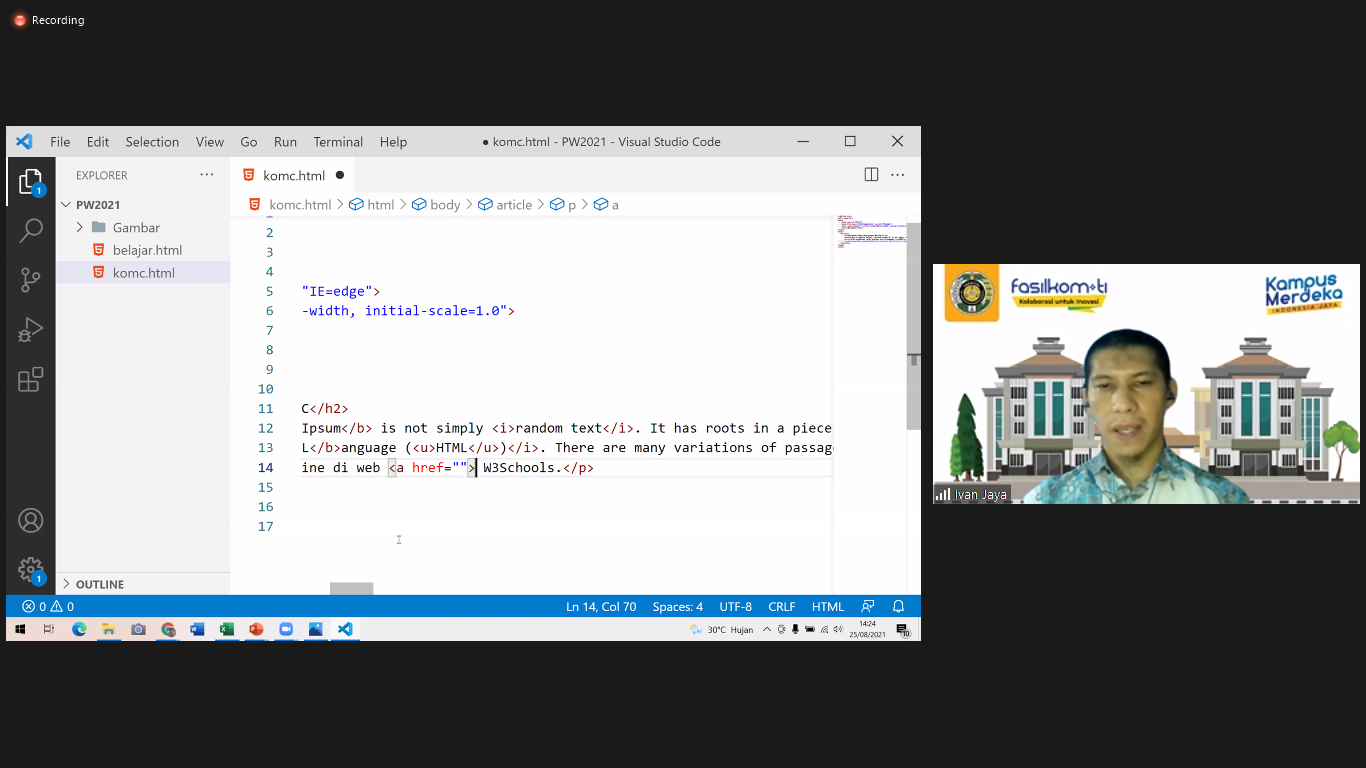 Recording
File Edit Selection View Go Run Terminal Help
● komc.html - PW2021 - Visual Studio Code
EXPLORER
komc.html
PW2021
komc.html > html > body > article > p > a
Gambar
belajar.html
komc.html
1
2
3
4
5 "IE=edge">
6 -width, initial-scale=1.0">
7
8
9
10
11 C</h2>
12 Ipsum</b> is not simply <i>random text</i>. It has roots in a piece
13 L</b>anguage (<u>HTML</u>)</i>. There are many variations of passag
14 ine di web <a href=""> W3Schools.</p>
15
16
17
1
OUTLINE
0 0
Ln 14, Col 70 Spaces: 4 UTF-8 CRLF HTML
30°C Hujan
14:24
25/08/2021
10
fasilkom-ti
Kolaborasi untuk Inovasi
Kampus
Merdeka
INDONESIA JAYA
Ivan Jaya